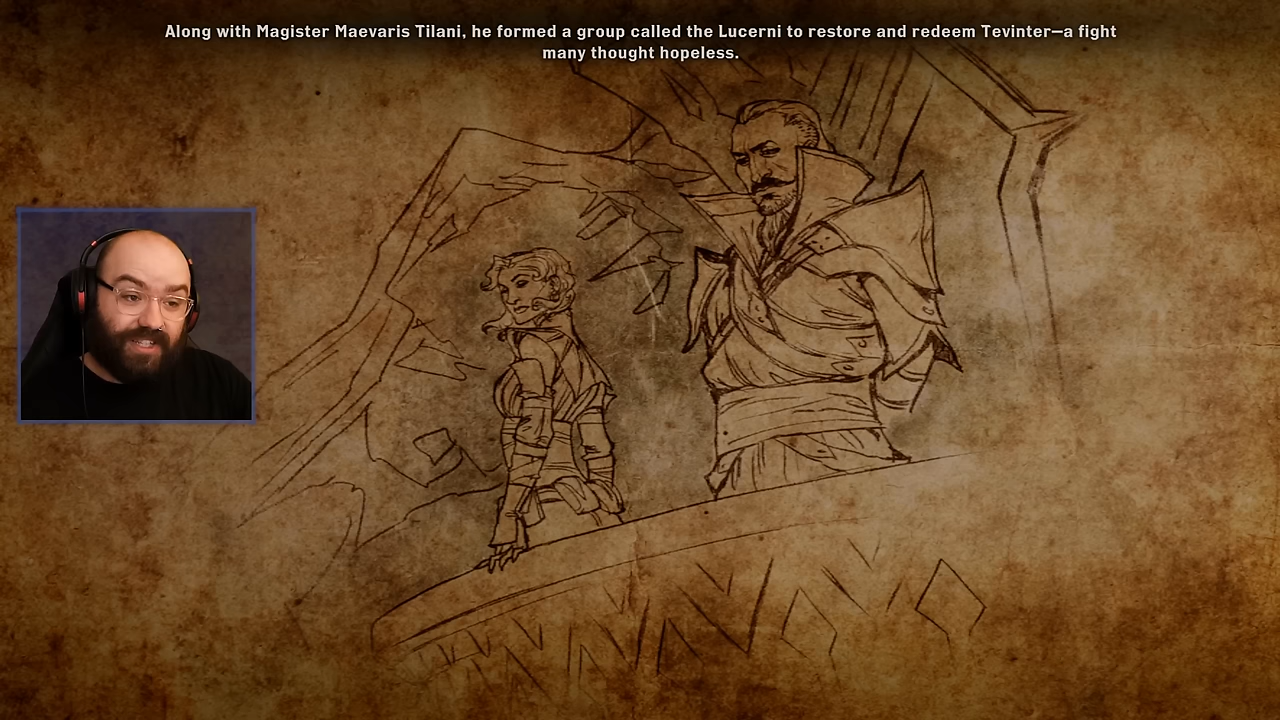 Along with Magister Maevaris Tilani, he formed a group called the Lucerni to restore and redeem Tevinter—a fight
many thought hopeless.